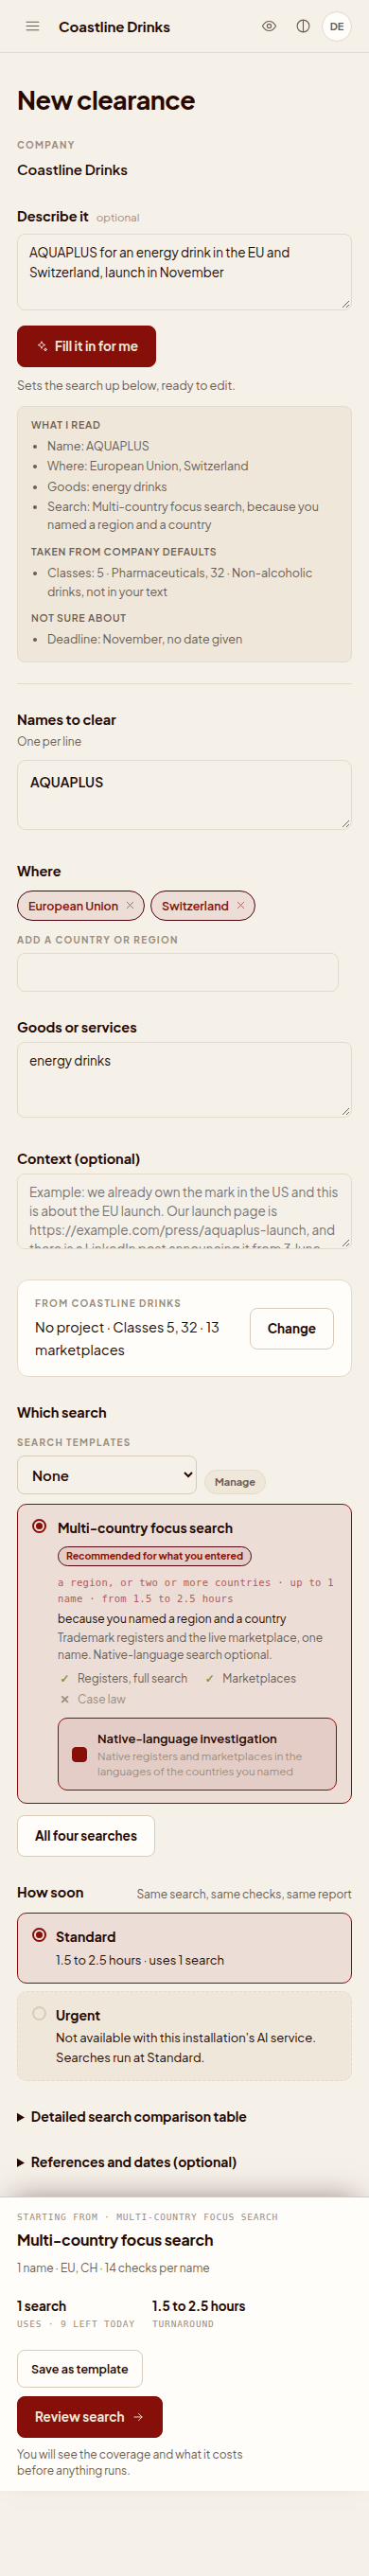 Coastline Drinks
DE
New clearance
COMPANY
Coastline Drinks
Describe it optional
AQUAPLUS for an energy drink in the EU and
Switzerland, launch in November
Fill it in for me
Sets the search up below, ready to edit.
WHAT I READ
• Name: AQUAPLUS
• Where: European Union, Switzerland
• Goods: energy drinks
• Search: Multi-country focus search, because you
named a region and a country
TAKEN FROM COMPANY DEFAULTS
• Classes: 5 · Pharmaceuticals, 32 · Non-alcoholic
drinks, not in your text
NOT SURE ABOUT
• Deadline: November, no date given
Names to clear
One per line
AQUAPLUS
Where
European Union ×
Switzerland ×
ADD A COUNTRY OR REGION
Goods or services
energy drinks
Context (optional)
Example: we already own the mark in the US and this
is about the EU launch. Our launch page is
https://example.com/press/aquaplus-launch, and
there is a LinkedIn post announcing it from 3 June
FROM COASTLINE DRINKS
No project · Classes 5, 32 · 13
marketplaces
Change
Which search
SEARCH TEMPLATES
None
Manage
Multi-country focus search
Recommended for what you entered
a region, or two or more countries · up to 1
name · from 1.5 to 2.5 hours
because you named a region and a country
Trademark registers and the live marketplace, one
name. Native-language search optional.
✓ Registers, full search ✓ Marketplaces
✕ Case law
Native-language investigation
Native registers and marketplaces in the
languages of the countries you named
All four searches
How soon
Same search, same checks, same report
Standard
1.5 to 2.5 hours · uses 1 search
Urgent
Not available with this installation's AI service.
Searches run at Standard.
▶ Detailed search comparison table
▶ References and dates (optional)
STARTING FROM · MULTI-COUNTRY FOCUS SEARCH
Multi-country focus search
1 name · EU, CH · 14 checks per name
1 search
USES · 9 LEFT TODAY
1.5 to 2.5 hours
TURNAROUND
Save as template
Review search →
You will see the coverage and what it costs
before anything runs.